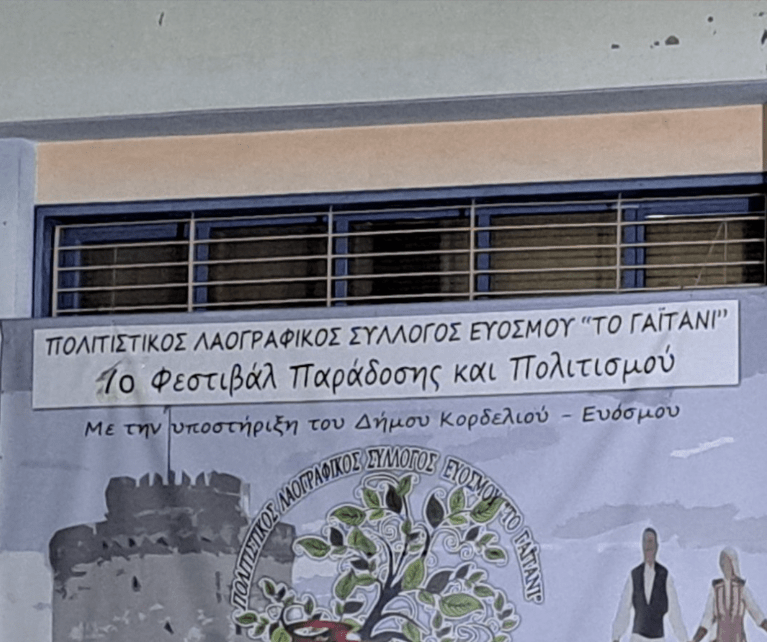 ΠΟΛΙΤΙΣΤΙΚΟΣ ΛΑΟΓΡΑΦΙΚΟΣ ΣΥΛΛΟΓΟΣ ΕΥΟΣΜΟΥ "ΤΟ ΓΑΪΤΑΝΙ"
1ο Φεστιβάλ Παράδοσης και Πολιτισμού
Με την υποστήριξη του Δήμου Κορδελιού - Ευόσμου
ΠΟΛΙΤΙΣΤΙΚΟΣ ΛΑΟΓΡΑΦΙΚΟΣ ΣΥΛΛΟΓΟΣ ΕΥΟΣΜΟΥ "ΤΟ ΓΑΪΤΑΝΙ"